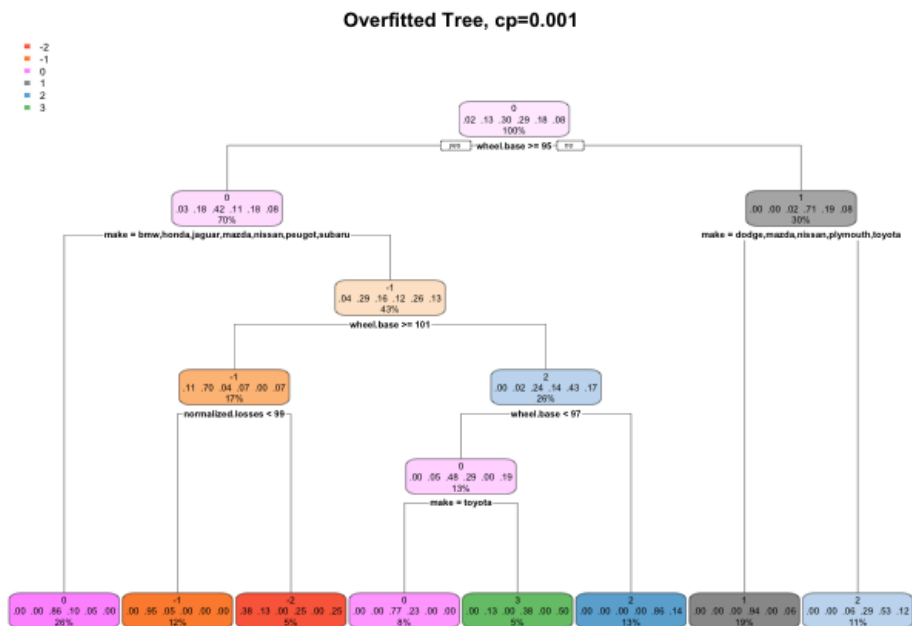 Overfitted Tree, cp=0.001
-2
-1
0
1
2
3
0
.02 .13 .30 .29 .18 .08
100%
yes wheel.base >= 95 no
0
.03 .18 .42 .11 .18 .08
70%
make = bmw,honda,jaguar,mazda,nissan,peugot,subaru
1
.00 .00 .02 .71 .19 .08
30%
make = dodge,mazda,nissan,plymouth,toyota
-1
.04 .29 .16 .12 .26 .13
43%
wheel.base >= 101
-1
.11 .70 .04 .07 .00 .07
17%
normalized.losses < 99
2
.00 .02 .24 .14 .43 .17
26%
wheel.base < 97
0
.00 .05 .48 .29 .00 .19
13%
make = toyota
0
.00 .00 .86 .10 .05 .00
26%
-1
.00 .95 .05 .00 .00 .00
12%
-2
.38 .13 .00 .25 .00 .25
5%
0
.00 .00 .77 .23 .00 .00
8%
3
.00 .13 .00 .38 .00 .50
5%
2
.00 .00 .00 .00 .86 .14
13%
1
.00 .00 .00 .94 .00 .06
19%
2
.00 .00 .06 .29 .53 .12
11%